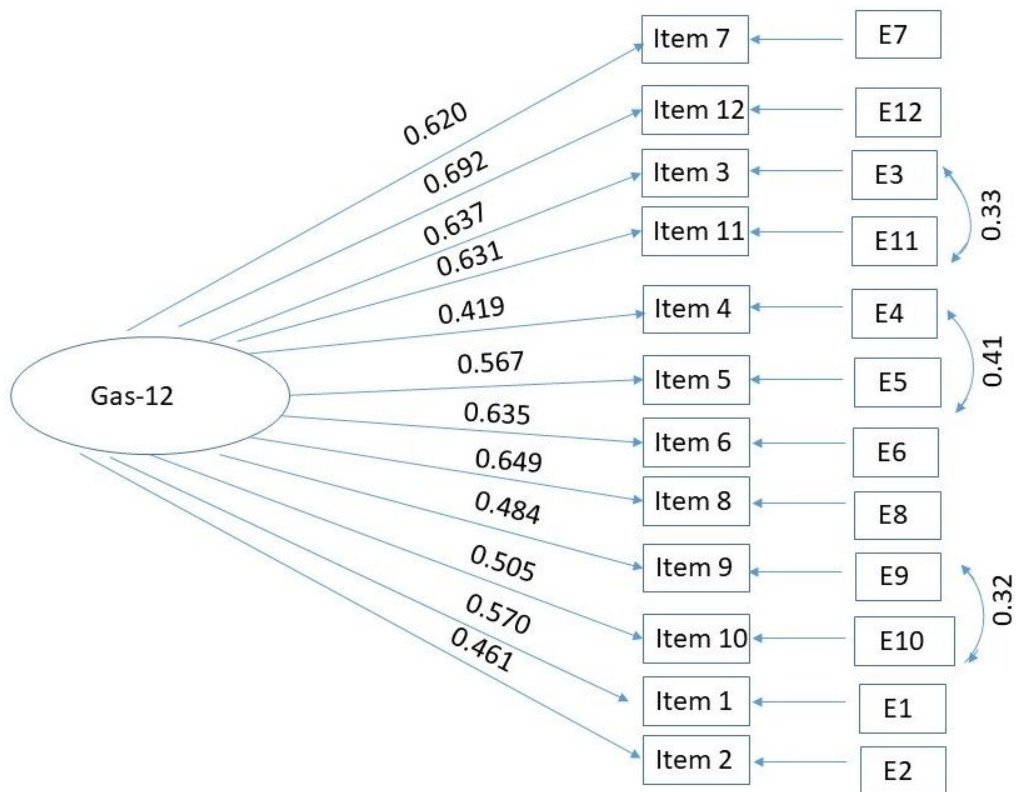 Gas-12
0.620
0.692
0.637
0.631
0.419
0.567
0.635
0.649
0.484
0.505
0.570
0.461
Item 7
E7
Item 12
E12
Item 3
E3
Item 11
E11
0.33
Item 4
E4
Item 5
E5
0.41
Item 6
E6
Item 8
E8
Item 9
E9
Item 10
E10
0.32
Item 1
E1
Item 2
E2